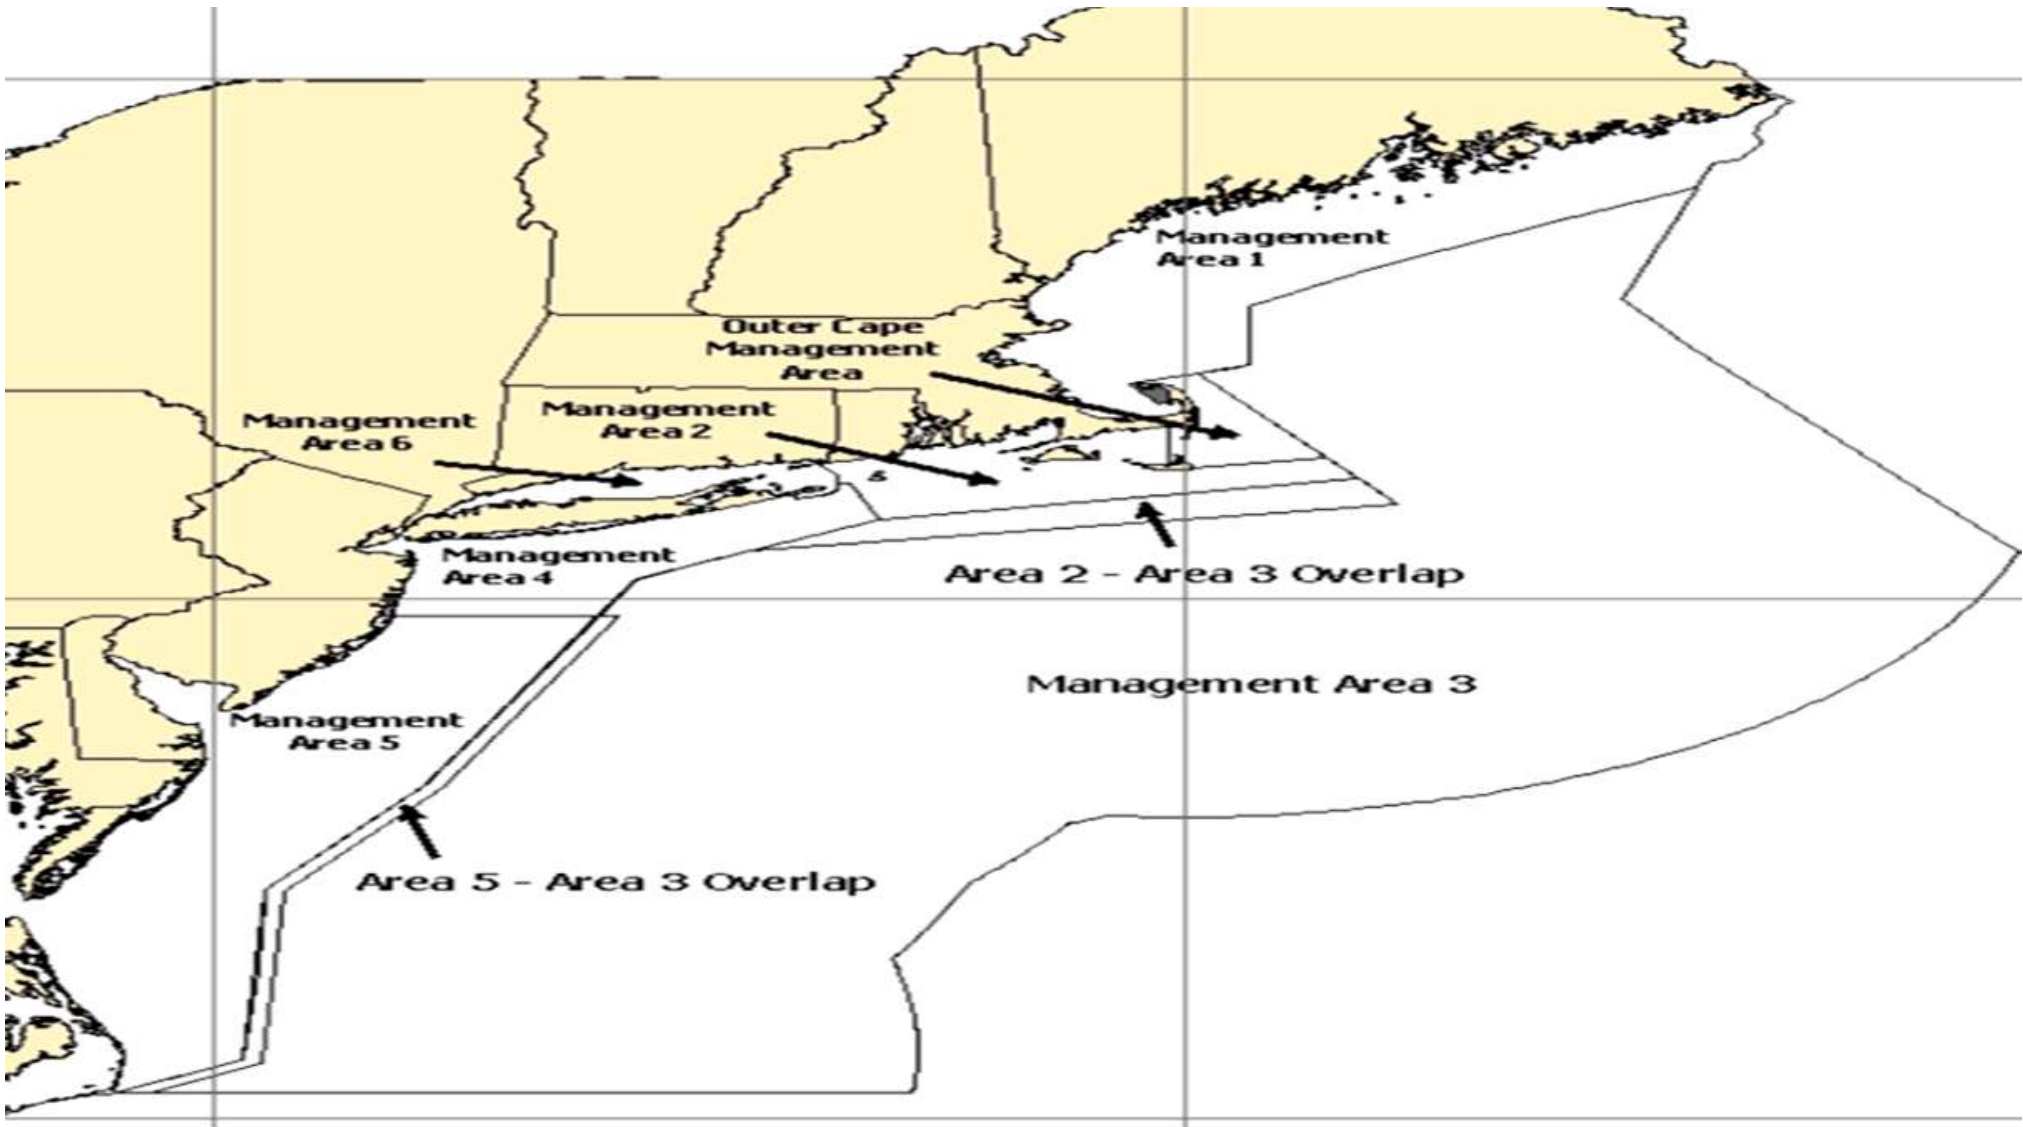 Management
Area 1
Outer Cape
Management
Area
Management
Area 6
Management
Area 2
Management
Area 4
Area 2 - Area 3 Overlap
Management Area 3
Management
Area 5
Area 5 - Area 3 Overlap